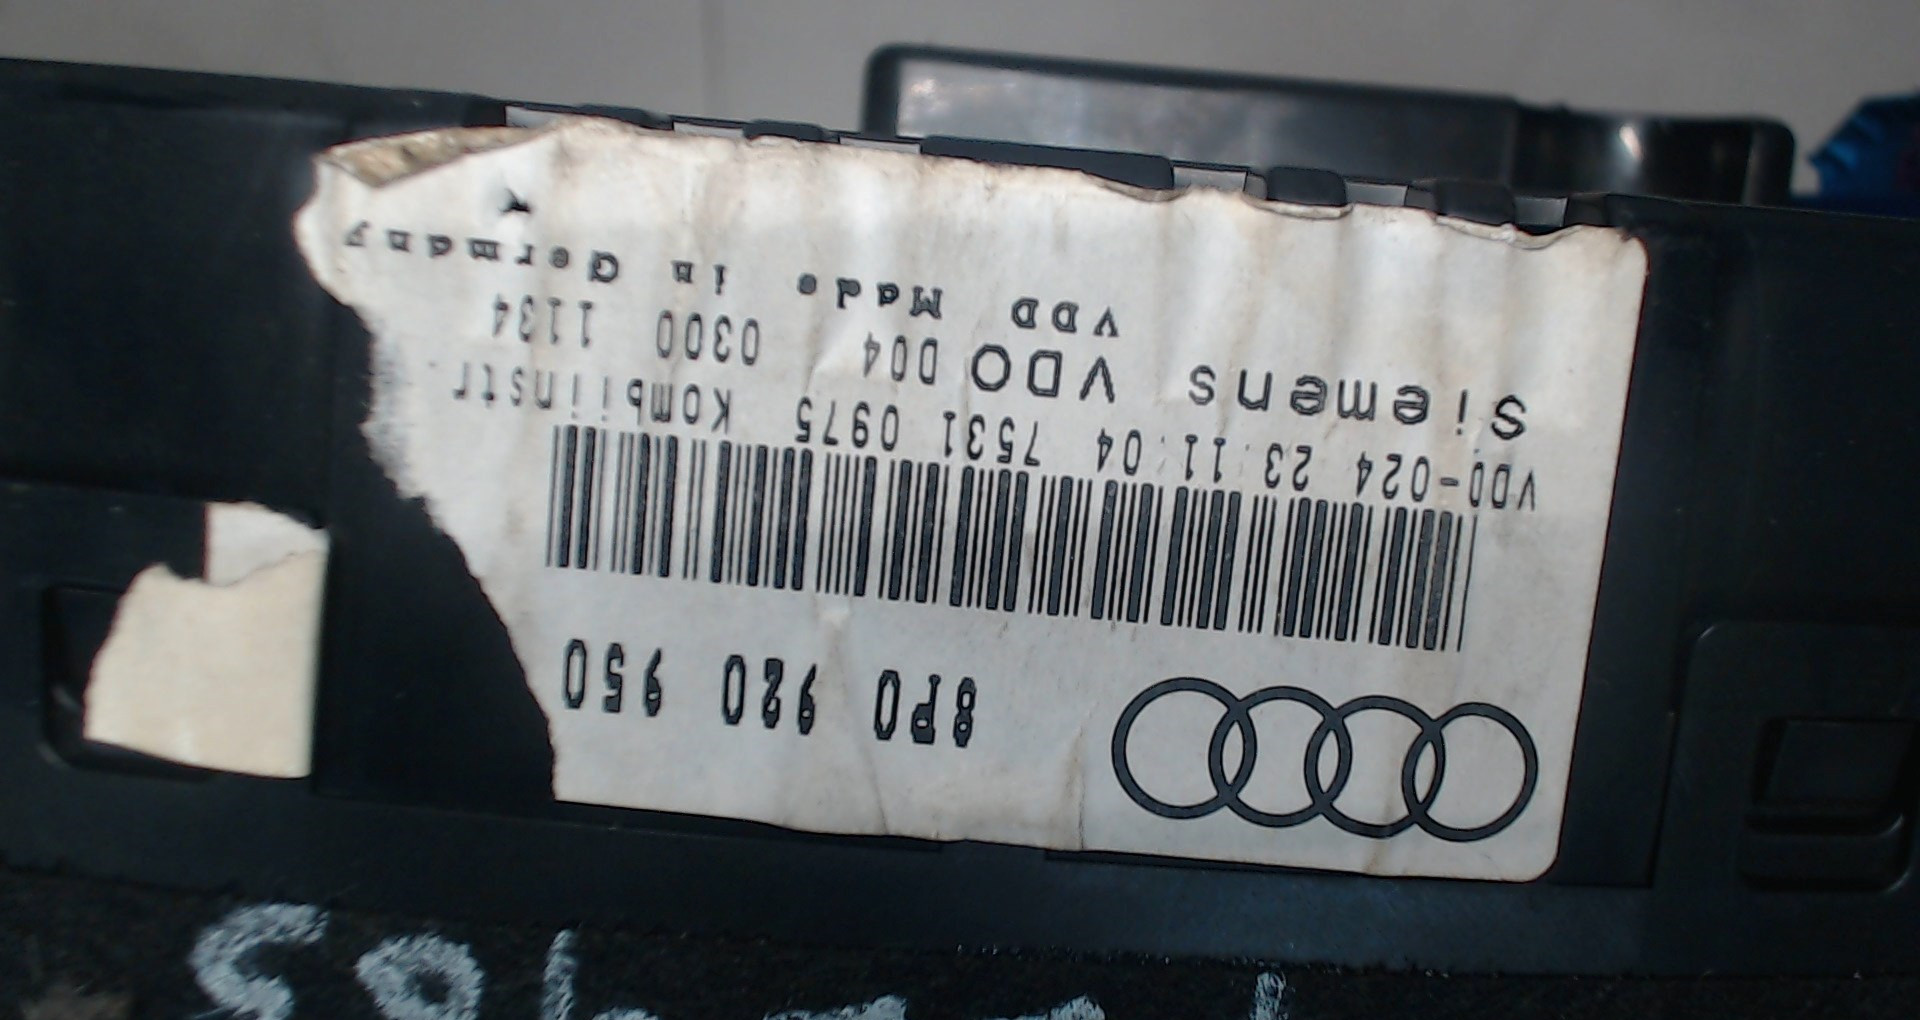 8P0 920 950
VDO-024 23.11.04 7531 0975 Kombiinstr.
Siemens VDO D04 0300 1134
VDD Made in Germany